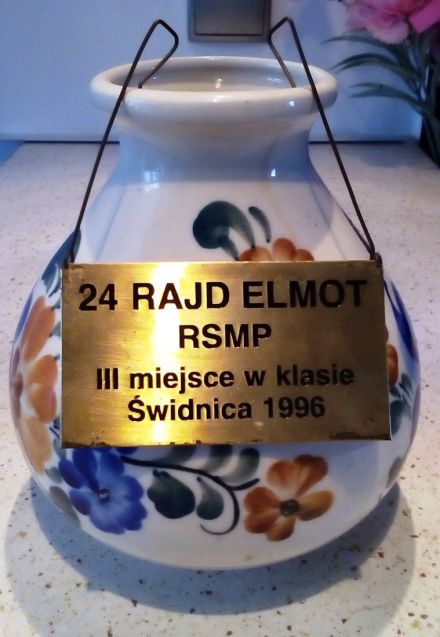 24 RAJD ELMOT
RSMP
III miejsce w klasie
Świdnica 1996